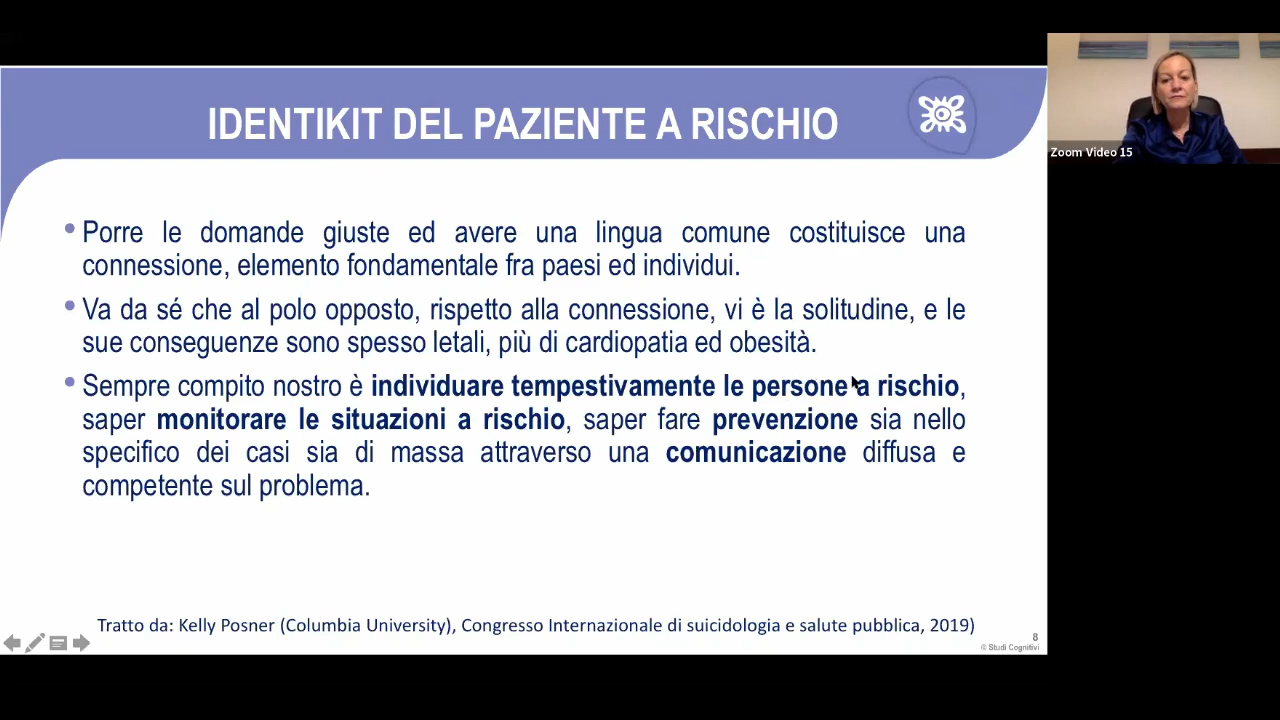 IDENTIKIT DEL PAZIENTE A RISCHIO
Zoom Video 15
• Porre le domande giuste ed avere una lingua comune costituisce una
connessione, elemento fondamentale fra paesi ed individui.
• Va da sé che al polo opposto, rispetto alla connessione, vi è la solitudine, e le
sue conseguenze sono spesso letali, più di cardiopatia ed obesità.
• Sempre compito nostro è individuare tempestivamente le persone a rischio,
saper monitorare le situazioni a rischio, saper fare prevenzione sia nello
specifico dei casi sia di massa attraverso una comunicazione diffusa e
competente sul problema.
Tratto da: Kelly Posner (Columbia University), Congresso Internazionale di suicidologia e salute pubblica, 2019)
8
© Studi Cognitivi